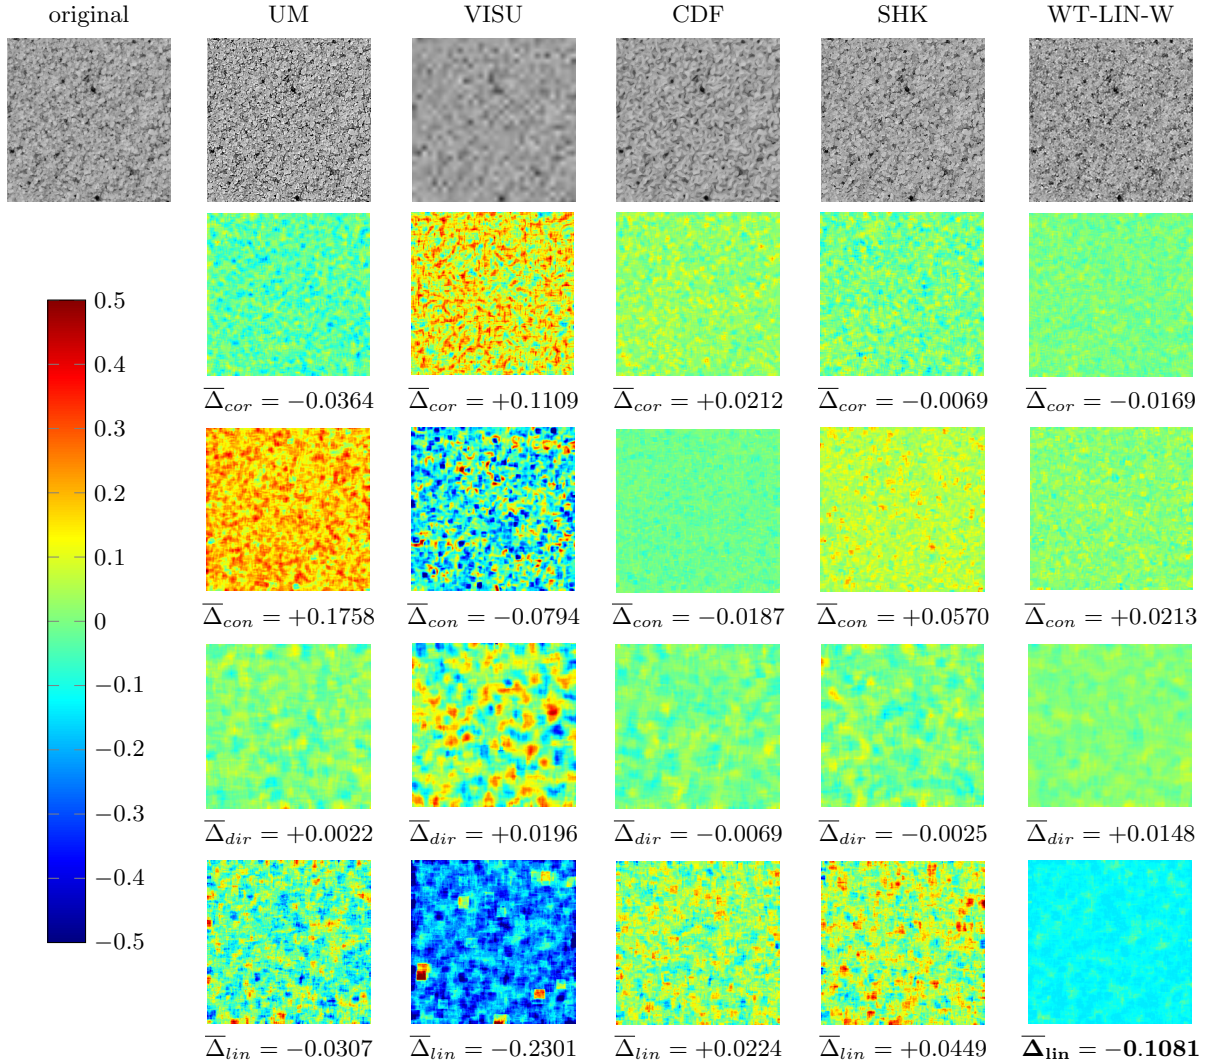 original UM VISU CDF SHK WT-LIN-W
0.5
0.4
0.3
0.2
0.1
0
−0.1
−0.2
−0.3
−0.4
−0.5
Δ̅cor = −0.0364 Δ̅cor = +0.1109 Δ̅cor = +0.0212 Δ̅cor = −0.0069 Δ̅cor = −0.0169
Δ̅con = +0.1758 Δ̅con = −0.0794 Δ̅con = −0.0187 Δ̅con = +0.0570 Δ̅con = +0.0213
Δ̅dir = +0.0022 Δ̅dir = +0.0196 Δ̅dir = −0.0069 Δ̅dir = −0.0025 Δ̅dir = +0.0148
Δ̅lin = −0.0307 Δ̅lin = −0.2301 Δ̅lin = +0.0224 Δ̅lin = +0.0449 Δ̅lin = −0.1081